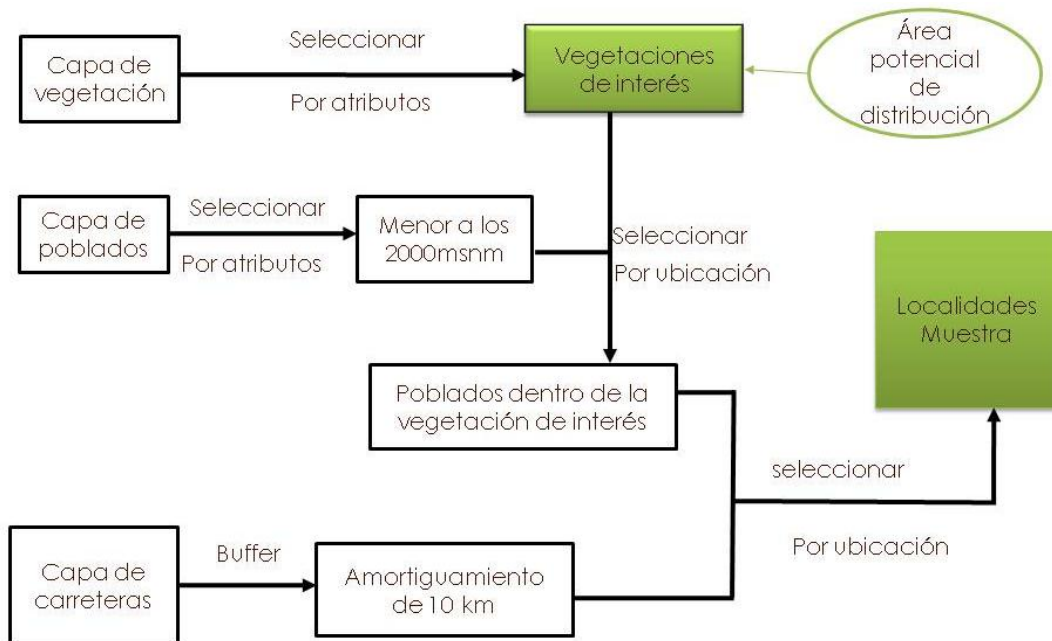 Capa de
vegetación
Seleccionar
Por atributos
Vegetaciones
de interés
Área
potencial
de
distribución
Capa de
poblados
Seleccionar
Por atributos
Menor a los
2000msnm
Seleccionar
Por ubicación
Localidades
Muestra
Poblados dentro de la
vegetación de interés
seleccionar
Por ubicación
Capa de
carreteras
Buffer
Amortiguamiento
de 10 km